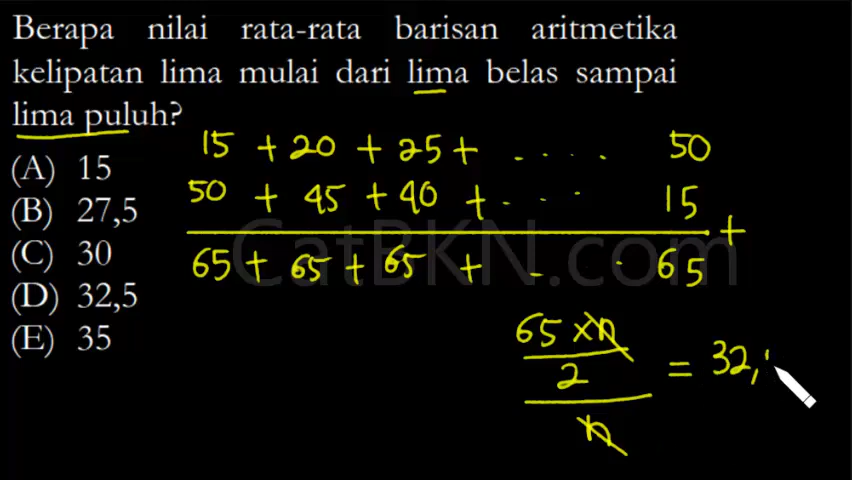 Berapa nilai rata-rata barisan aritmetika
kelipatan lima mulai dari lima belas sampai
lima puluh?
(A) 15
(B) 27,5
(C) 30
(D) 32,5
(E) 35
15 + 20 + 25 + . . . . 50
50 + 45 + 40 + . . . 15 +
65 + 65 + 65 + . . 65
CatBKN.com
65 × n
2
n
= 32,